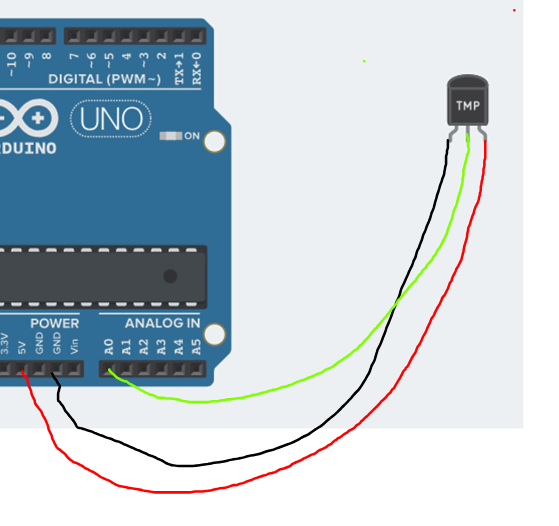 ~10
~9
8
7
~6
~5
4
~3
2
TX→1
RX←0
DIGITAL (PWM~)
UNO
ON
RDUINO
TMP
POWER
ANALOG IN
3.3V
5V
GND
GND
Vin
A0
A1
A2
A3
A4
A5